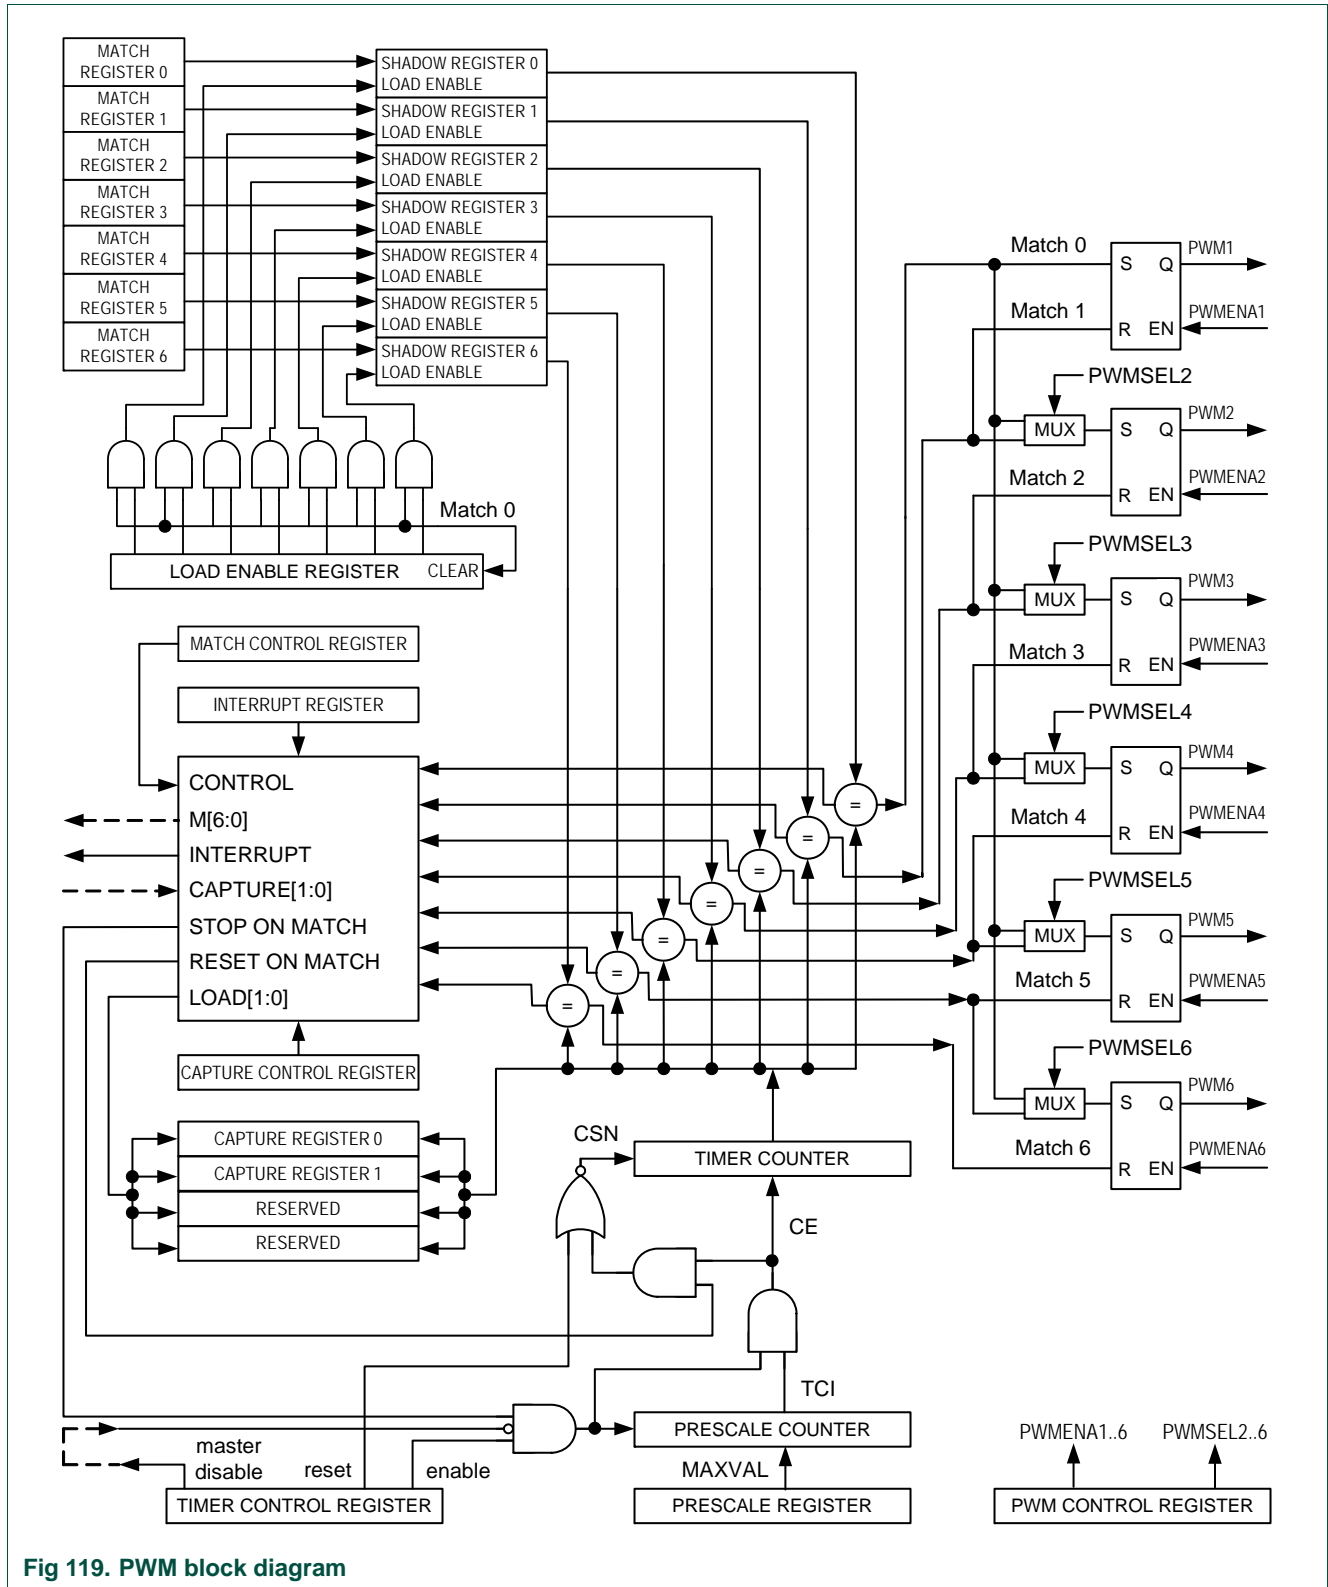 MATCH
REGISTER 0
MATCH
REGISTER 1
MATCH
REGISTER 2
MATCH
REGISTER 3
MATCH
REGISTER 4
MATCH
REGISTER 5
MATCH
REGISTER 6
SHADOW REGISTER 0
LOAD ENABLE
SHADOW REGISTER 1
LOAD ENABLE
SHADOW REGISTER 2
LOAD ENABLE
SHADOW REGISTER 3
LOAD ENABLE
SHADOW REGISTER 4
LOAD ENABLE
SHADOW REGISTER 5
LOAD ENABLE
SHADOW REGISTER 6
LOAD ENABLE
Match 0
LOAD ENABLE REGISTER CLEAR
MATCH CONTROL REGISTER
INTERRUPT REGISTER
CONTROL
M[6:0]
INTERRUPT
CAPTURE[1:0]
STOP ON MATCH
RESET ON MATCH
LOAD[1:0]
CAPTURE CONTROL REGISTER
CAPTURE REGISTER 0
CAPTURE REGISTER 1
RESERVED
RESERVED
=
=
=
=
=
=
=
Match 0
S Q PWM1
Match 1
R EN PWMENA1
PWMSEL2
MUX
S Q PWM2
Match 2
R EN PWMENA2
PWMSEL3
MUX
S Q PWM3
Match 3
R EN PWMENA3
PWMSEL4
MUX
S Q PWM4
Match 4
R EN PWMENA4
PWMSEL5
MUX
S Q PWM5
Match 5
R EN PWMENA5
PWMSEL6
MUX
S Q PWM6
Match 6
R EN PWMENA6
CSN
TIMER COUNTER
CE
TCI
PRESCALE COUNTER
MAXVAL
PRESCALE REGISTER
master
disable
reset
enable
TIMER CONTROL REGISTER
PWMENA1..6 PWMSEL2..6
PWM CONTROL REGISTER
Fig 119. PWM block diagram